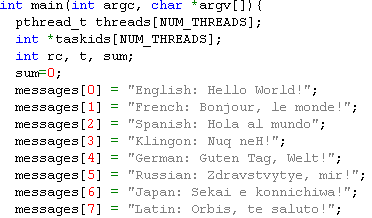 int main(int argc, char *argv[]){
pthread_t threads[NUM_THREADS];
int *taskids[NUM_THREADS];
int rc, t, sum;
sum=0;
messages[0] = "English: Hello World!";
messages[1] = "French: Bonjour, le monde!";
messages[2] = "Spanish: Hola al mundo";
messages[3] = "Klingon: Nuq neH!";
messages[4] = "German: Guten Tag, Welt!";
messages[5] = "Russian: Zdravstvytye, mir!";
messages[6] = "Japan: Sekai e konnichiwa!";
messages[7] = "Latin: Orbis, te saluto!";